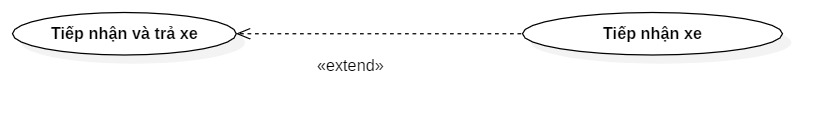 Tiếp nhận và trả xe
Tiếp nhận xe
«extend»